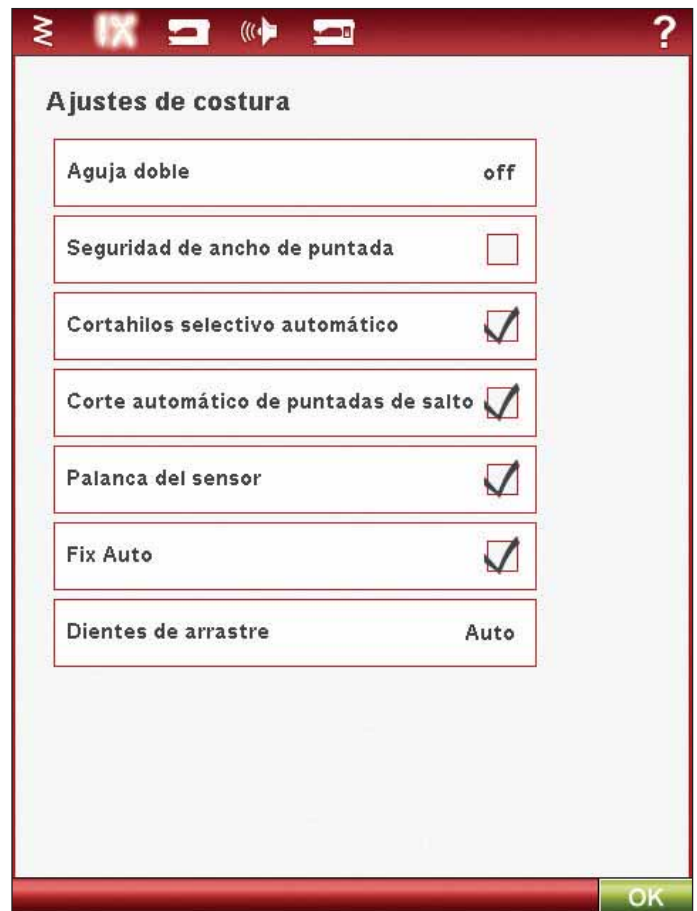 ?
Ajustes de costura
Aguja doble off
Seguridad de ancho de puntada
Cortahilos selectivo automático
Corte automático de puntadas de salto
Palanca del sensor
Fix Auto
Dientes de arrastre Auto
OK